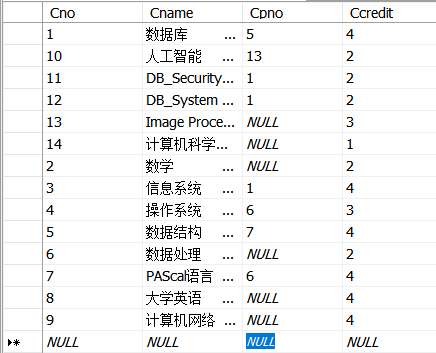 Cno Cname Cpno Ccredit
1 数据库 ... 5 4
10 人工智能 ... 13 2
11 DB_Security... 1 2
12 DB_System ... 1 2
13 Image Proce... NULL 3
14 计算机科学... NULL 1
2 数学 ... NULL 2
3 信息系统 ... 1 4
4 操作系统 ... 6 3
5 数据结构 ... 7 4
6 数据处理 ... NULL 2
7 PAScal语言 ... 6 4
8 大学英语 ... NULL 4
9 计算机网络 ... NULL 4
NULL NULL NULL NULL